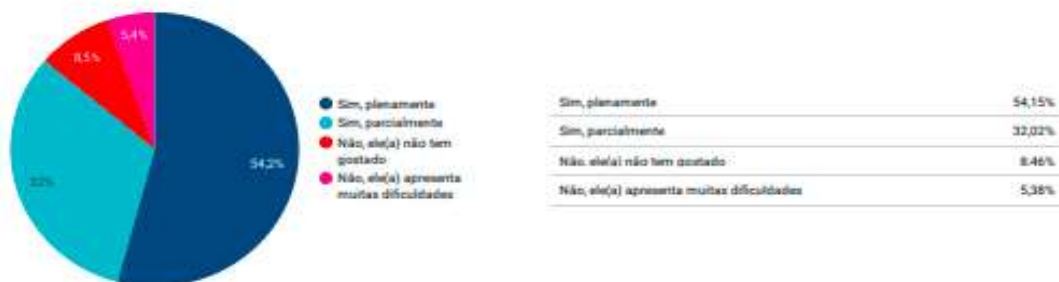 5,4%
8,5%
54,2%
32%
Sim, plenamente
Sim, parcialmente
Não, ele(a) não tem
gostado
Não, ele(a) apresenta
muitas dificuldades
Sim, plenamente 54,15%
Sim, parcialmente 32,02%
Não, ele(a) não tem gostado 8,46%
Não, ele(a) apresenta muitas dificuldades 5,38%